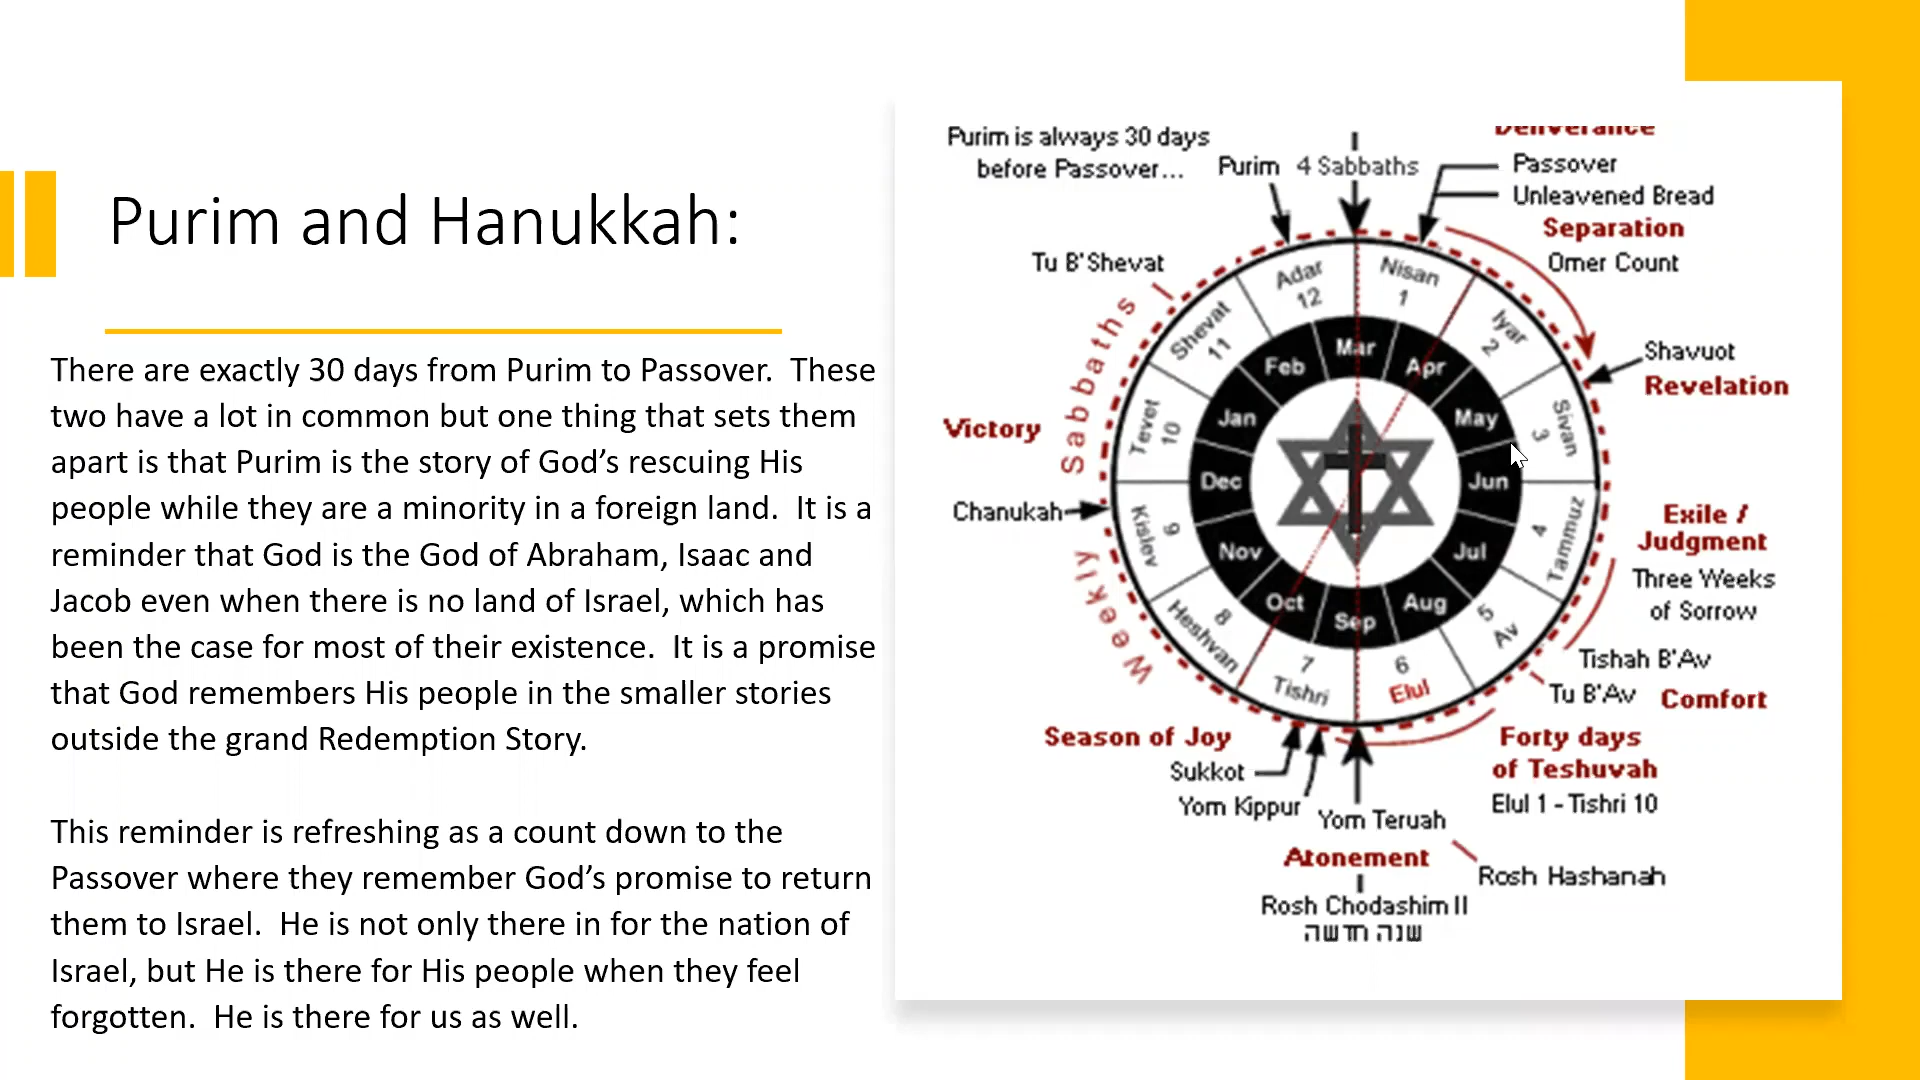 Purim and Hanukkah:
There are exactly 30 days from Purim to Passover.  These
two have a lot in common but one thing that sets them
apart is that Purim is the story of God’s rescuing His
people while they are a minority in a foreign land.  It is a
reminder that God is the God of Abraham, Isaac and
Jacob even when there is no land of Israel, which has
been the case for most of their existence.  It is a promise
that God remembers His people in the smaller stories
outside the grand Redemption Story.
This reminder is refreshing as a count down to the
Passover where they remember God’s promise to return
them to Israel.  He is not only there in for the nation of
Israel, but He is there for His people when they feel
forgotten.  He is there for us as well.
Purim is always 30 days
before Passover...
Purim
4 Sabbaths
Deliverance
Passover
Unleavened Bread
Separation
Omer Count
Shavuot
Revelation
Exile /
Judgment
Three Weeks
of Sorrow
Tishah B'Av
Tu B'Av
Comfort
Forty days
of Teshuvah
Elul 1 - Tishri 10
Yom Teruah
Rosh Hashanah
Atonement
Rosh Chodashim II
שנה חדשה
Yom Kippur
Sukkot
Season of Joy
Weekly Sabbaths
Chanukah
Victory
Tu B'Shevat
Nisan
1
Iyar
2
Sivan
3
Tammuz
4
Av
5
Elul
6
Tishri
7
Heshvan
8
Kislev
9
Tevet
10
Shevat
11
Adar
12
Jan
Feb
Mar
Apr
May
Jun
Jul
Aug
Sep
Oct
Nov
Dec